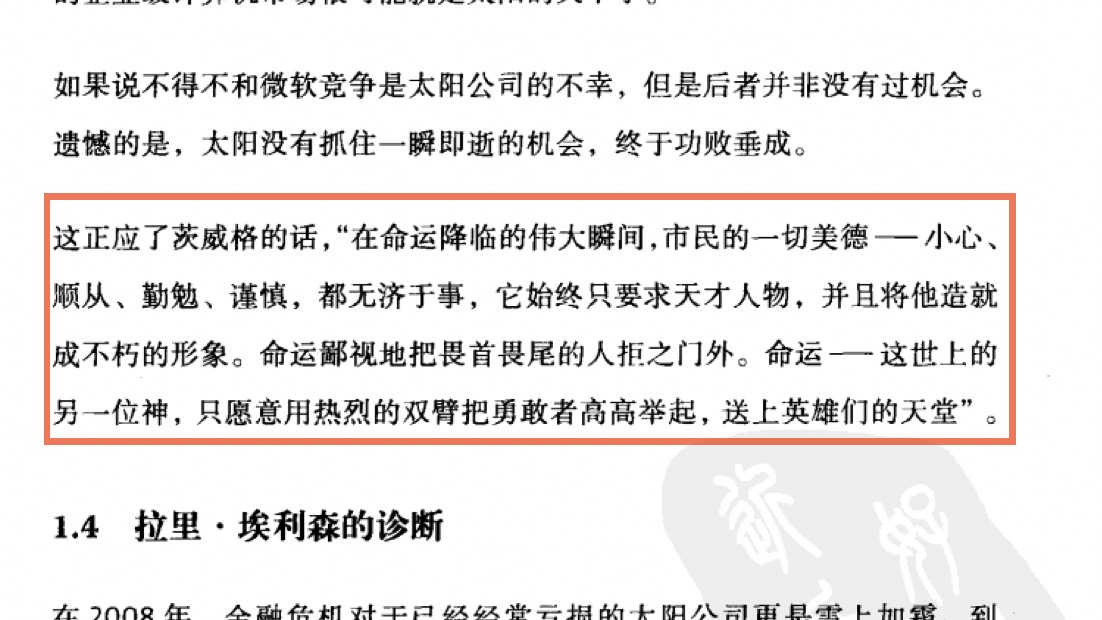 如果说不得不和微软竞争是太阳公司的不幸，但是后者并非没有过机会。
遗憾的是，太阳没有抓住一瞬即逝的机会，终于功败垂成。
这正应了茨威格的话，“在命运降临的伟大瞬间，市民的一切美德——小心、
顺从、勤勉、谨慎，都无济于事，它始终只要求天才人物，并且将他造就
成不朽的形象。命运鄙视地把畏首畏尾的人拒之门外。命运——这世上的
另一位神，只愿意用热烈的双臂把勇敢者高高举起，送上英雄们的天堂”。
1.4 拉里·埃利森的诊断
在 2008 年，金融危机对于已经经常亏损的太阳公司更是雪上加霜，到